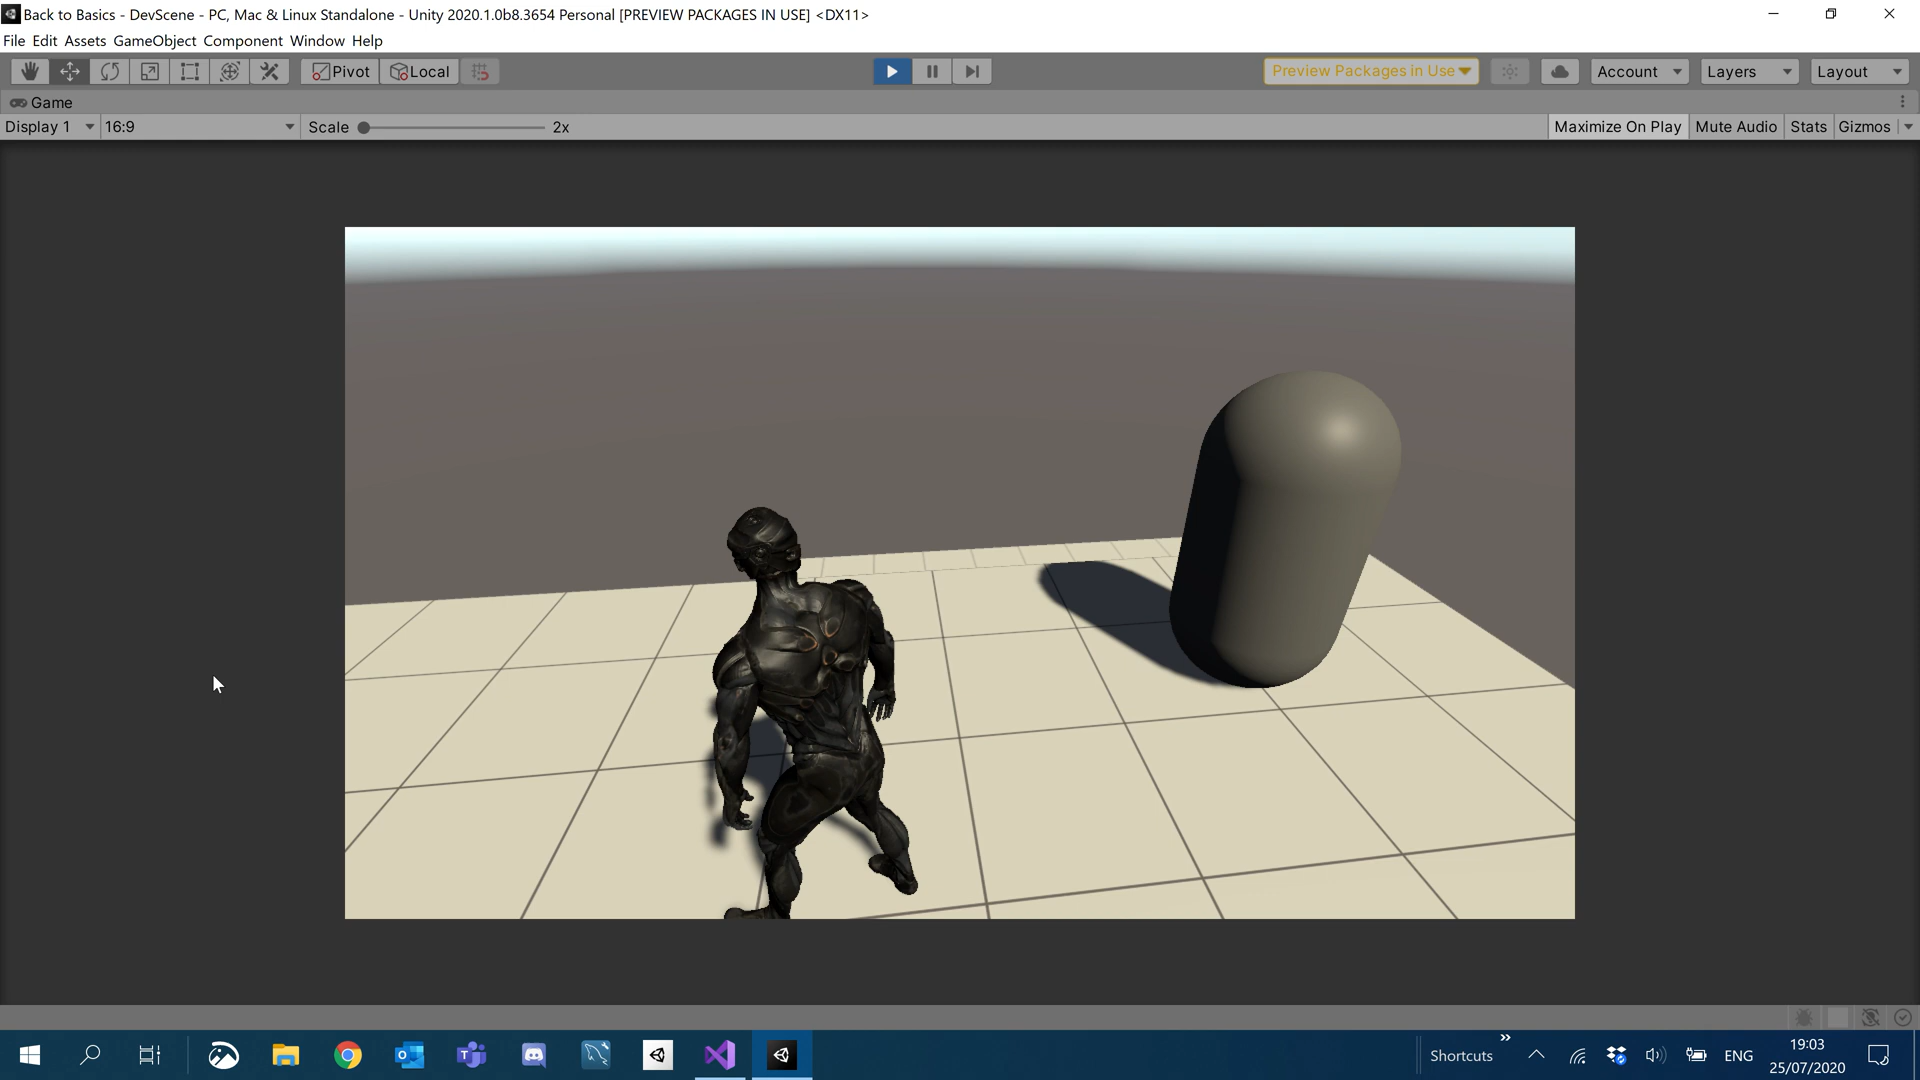 Back to Basics - DevScene - PC, Mac & Linux Standalone - Unity 2020.1.0b8.3654 Personal [PREVIEW PACKAGES IN USE] <DX11>
File Edit Assets GameObject Component Window Help
Pivot Local Preview Packages in Use Account Layers Layout
Game
Display 1 16:9 Scale 2x Maximize On Play Mute Audio Stats Gizmos
Shortcuts ENG 19:03
25/07/2020